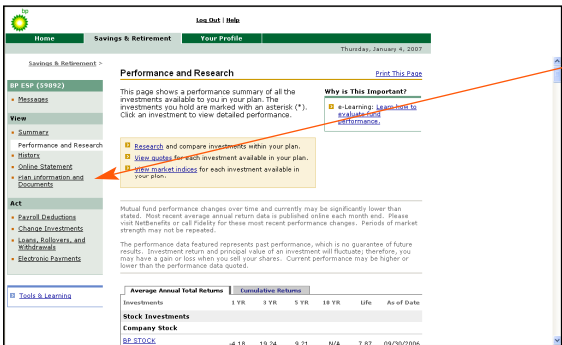 bp
Log Out | Help
Home
Savings & Retirement
Your Profile
Thursday, January 4, 2007
Savings & Retirement >
BP ESP (59892)
Messages
View
Summary
Performance and Research
History
Online Statement
Plan Information and
Documents
Act
Payroll Deductions
Change Investments
Loans, Rollovers, and
Withdrawals
Electronic Payments
Tools & Learning
Performance and Research
Print This Page
This page shows a performance summary of all the
investments available to you in your plan. The
investments you hold are marked with an asterisk (*).
Click an investment to view detailed performance.
Why is This Important?
e-Learning: Learn how to
evaluate fund
performance.
Research and compare investments within your plan.
View quotes for each investment available in your plan.
View market indices for each investment available in
your plan.
Mutual fund performance changes over time and currently may be significantly lower than
stated. Most recent average annual return data is published online each month end. Please
visit NetBenefits or call Fidelity for these most recent performance changes. Periods of market
strength may not be repeated.
The performance data featured represents past performance, which is no guarantee of future
results. Investment return and principal value of an investment will fluctuate; therefore, you
may have a gain or loss when you sell your shares. Current performance may be higher or
lower than the performance data quoted.
Average Annual Total Returns
Cumulative Returns
Investments 1 YR 3 YR 5 YR 10 YR Life As of Date
Stock Investments
Company Stock
BP STOCK -4.18 19.24 9.21 N/A 7.87 09/30/2006